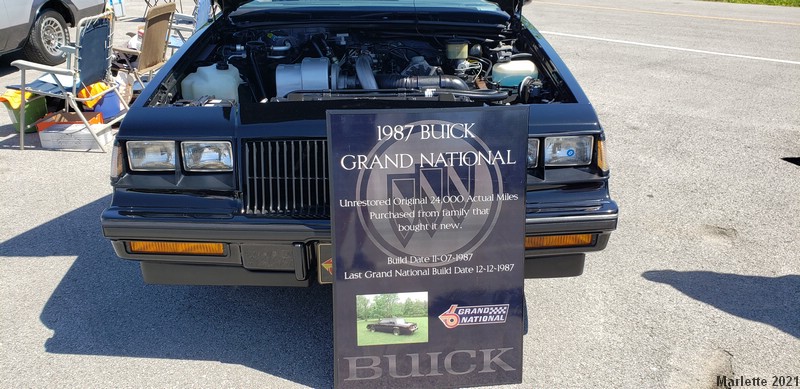 1987 BUICK
GRAND NATIONAL
Unrestored Original 24,000 Actual Miles
Purchased from family that
bought it new.
Build Date 11-07-1987
Last Grand National Build Date 12-12-1987
GRAND
NATIONAL
BUICK
Marlette 2021